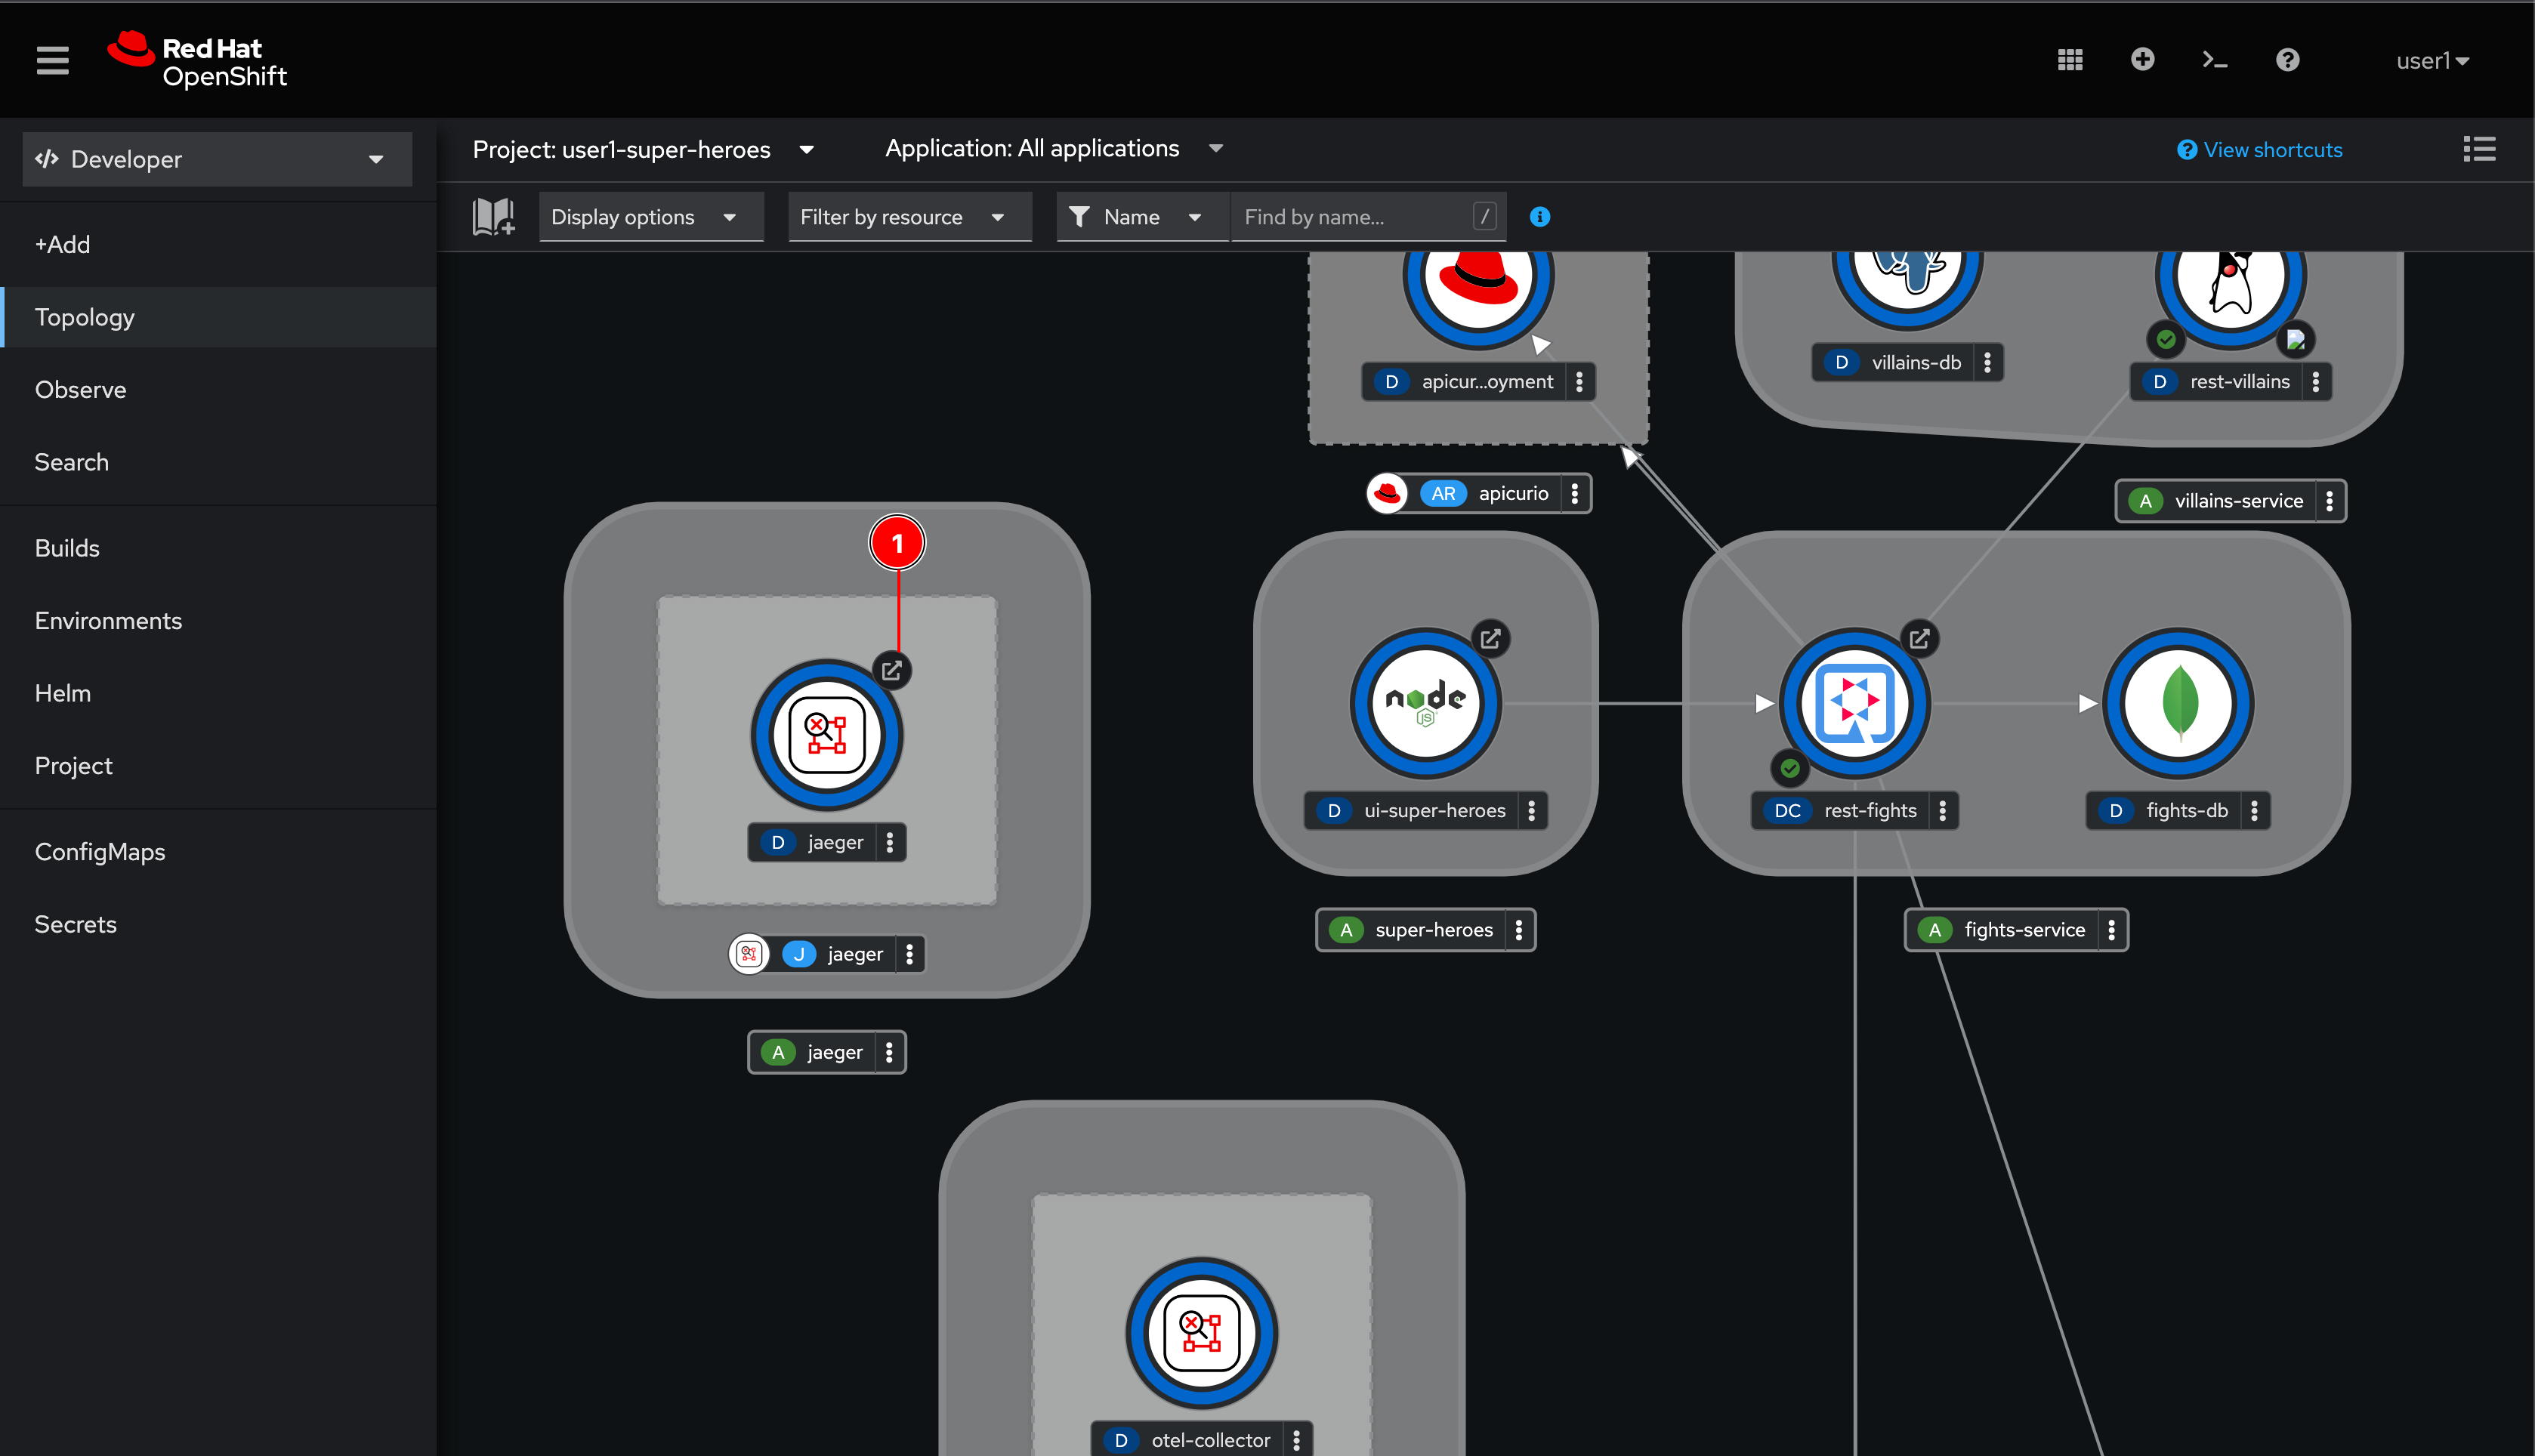 Red Hat
OpenShift
user1
Developer
Project: user1-super-heroes
Application: All applications
View shortcuts
Display options
Filter by resource
Name
Find by name...
/
+Add
Topology
Observe
Search
Builds
Environments
Helm
Project
ConfigMaps
Secrets
D villains-db
D apicur...oyment
D rest-villains
AR apicurio
A villains-service
1
node
JS
D ui-super-heroes
DC rest-fights
D fights-db
D jaeger
A super-heroes
A fights-service
J jaeger
A jaeger
D otel-collector